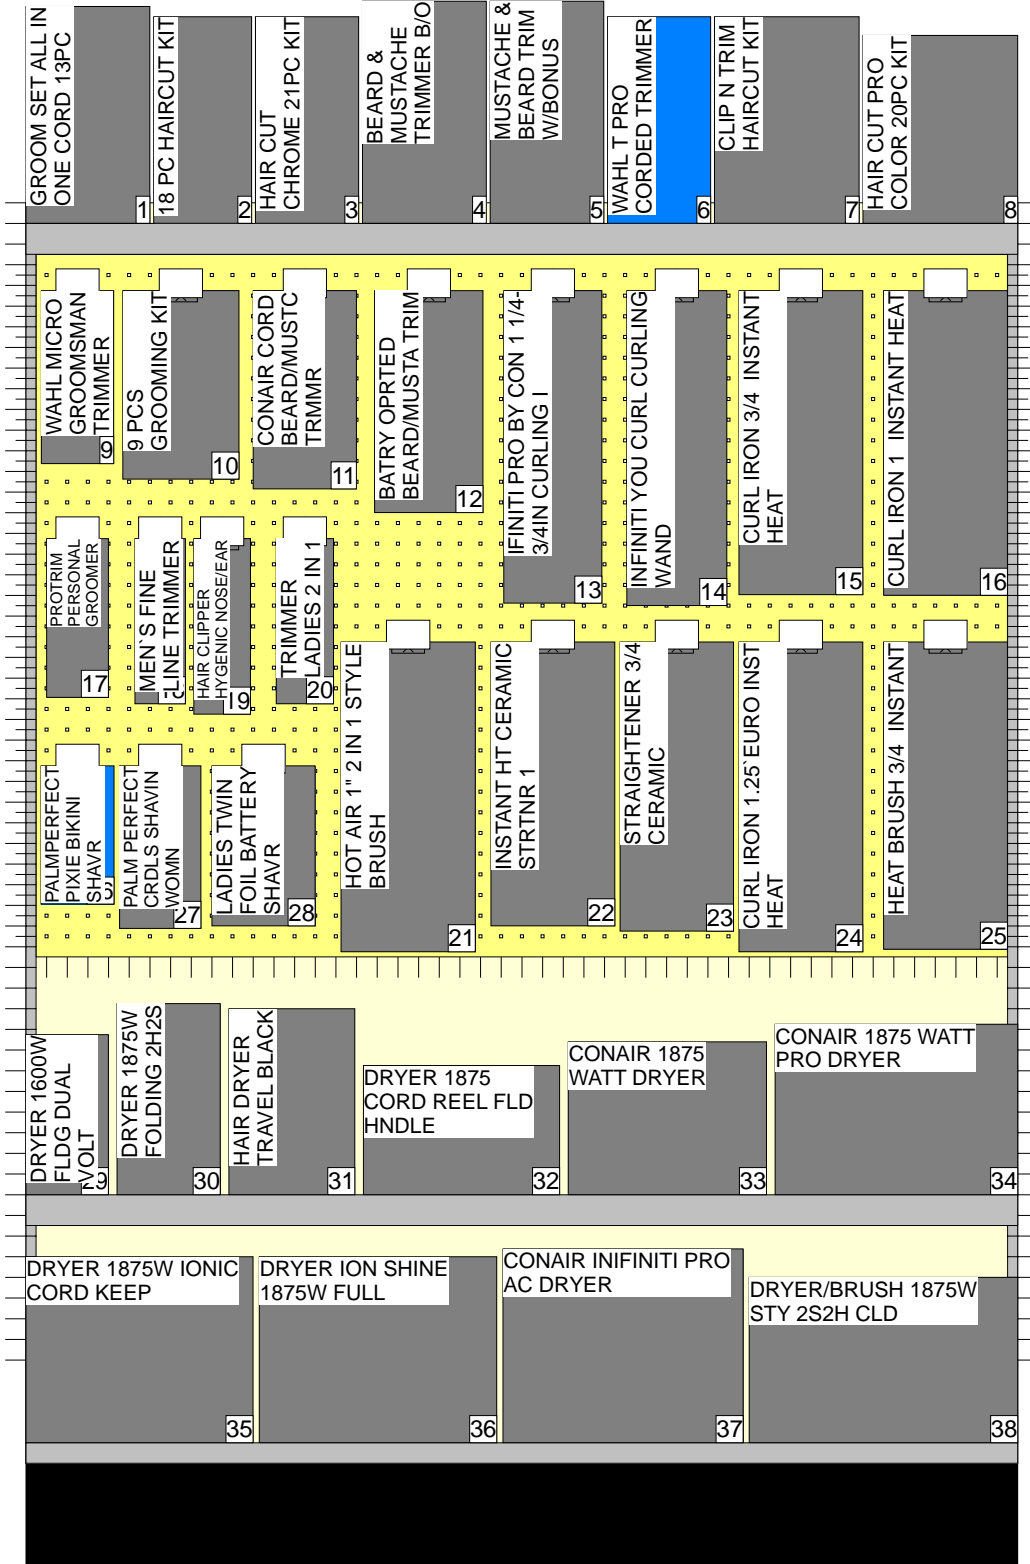 GROOM SET ALL IN
ONE CORD 13PC
1
18 PC HAIRCUT KIT
2
HAIR CUT
CHROME 21PC KIT
3
BEARD &
MUSTACHE
TRIMMER B/O
4
MUSTACHE &
BEARD TRIM
W/BONUS
5
WAHL T PRO
CORDED TRIMMER
6
CLIP N TRIM
HAIRCUT KIT
7
HAIR CUT PRO
COLOR 20PC KIT
8
WAHL MICRO
GROOMSMAN
TRIMMER
9
9 PCS
GROOMING KIT
10
CONAIR CORD
BEARD/MUSTC
TRMMR
11
BATRY OPRTED
BEARD/MUSTA TRIM
12
IFINITI PRO BY CON 1 1/4-
3/4IN CURLING I
13
INFINITI YOU CURL CURLING
WAND
14
CURL IRON 3/4 INSTANT
HEAT
15
CURL IRON 1 INSTANT HEAT
16
PROTRIM
PERSONAL
GROOMER
17
MEN`S FINE
LINE TRIMMER
HAIR CLIPPER
HYGENIC NOSE/EAR
19
TRIMMER
LADIES 2 IN 1
20
HOT AIR 1" 2 IN 1 STYLE
BRUSH
21
INSTANT HT CERAMIC
STRTNR 1
22
STRAIGHTENER 3/4
CERAMIC
23
CURL IRON 1.25`EURO INST
HEAT
24
HEAT BRUSH 3/4 INSTANT
25
PALMPERFECT
PIXIE BIKINI
SHAVR
PALM PERFECT
CRDLS SHAVIN
WOMN
27
LADIES TWIN
FOIL BATTERY
SHAVR
28
DRYER 1600W
FLDG DUAL
VOLT
29
DRYER 1875W
FOLDING 2H2S
30
HAIR DRYER
TRAVEL BLACK
31
DRYER 1875
CORD REEL FLD
HNDLE
32
CONAIR 1875
WATT DRYER
33
CONAIR 1875 WATT
PRO DRYER
34
DRYER 1875W IONIC
CORD KEEP
35
DRYER ION SHINE
1875W FULL
36
CONAIR INIFINITI PRO
AC DRYER
37
DRYER/BRUSH 1875W
STY 2S2H CLD
38